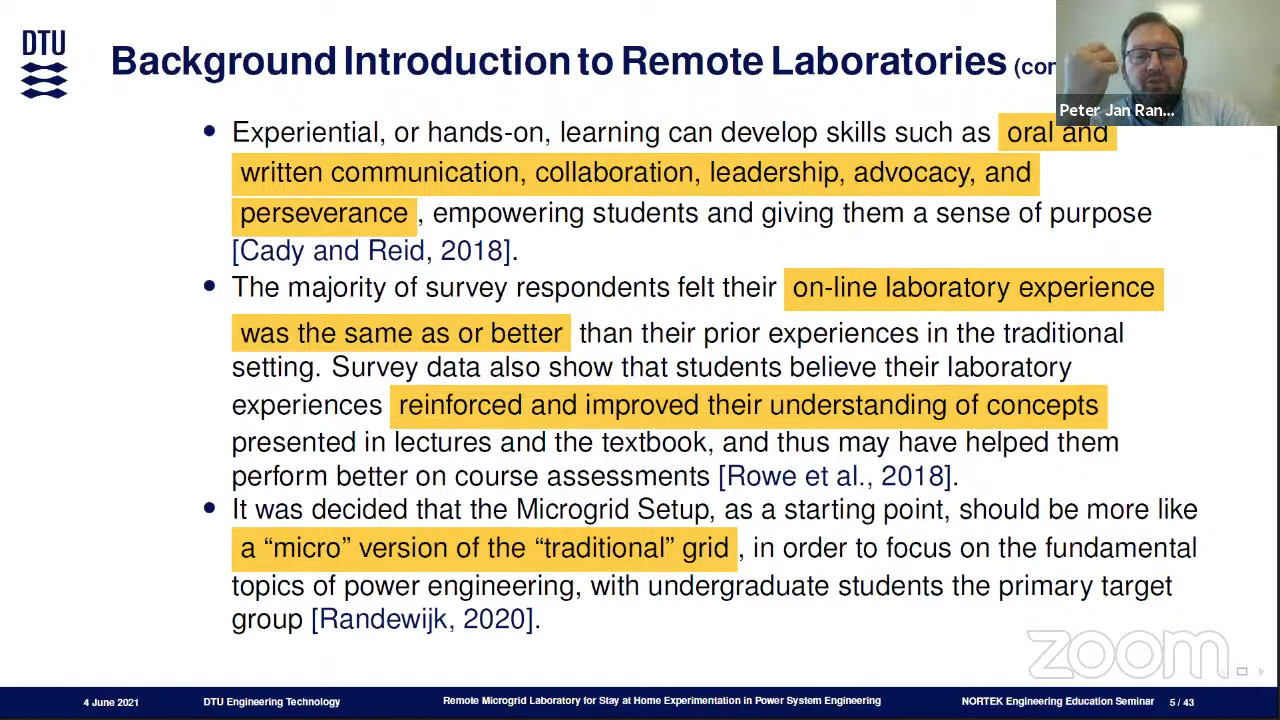 DTU
Background Introduction to Remote Laboratories (con
Peter Jan Ran...
• Experiential, or hands-on, learning can develop skills such as oral and
written communication, collaboration, leadership, advocacy, and
perseverance , empowering students and giving them a sense of purpose
[Cady and Reid, 2018].
• The majority of survey respondents felt their on-line laboratory experience
was the same as or better than their prior experiences in the traditional
setting. Survey data also show that students believe their laboratory
experiences reinforced and improved their understanding of concepts
presented in lectures and the textbook, and thus may have helped them
perform better on course assessments [Rowe et al., 2018].
• It was decided that the Microgrid Setup, as a starting point, should be more like
a “micro” version of the “traditional” grid , in order to focus on the fundamental
topics of power engineering, with undergraduate students the primary target
group [Randewijk, 2020].
zoom
4 June 2021 DTU Engineering Technology Remote Microgrid Laboratory for Stay at Home Experimentation in Power System Engineering NORTEK Engineering Education Seminar 5 / 43